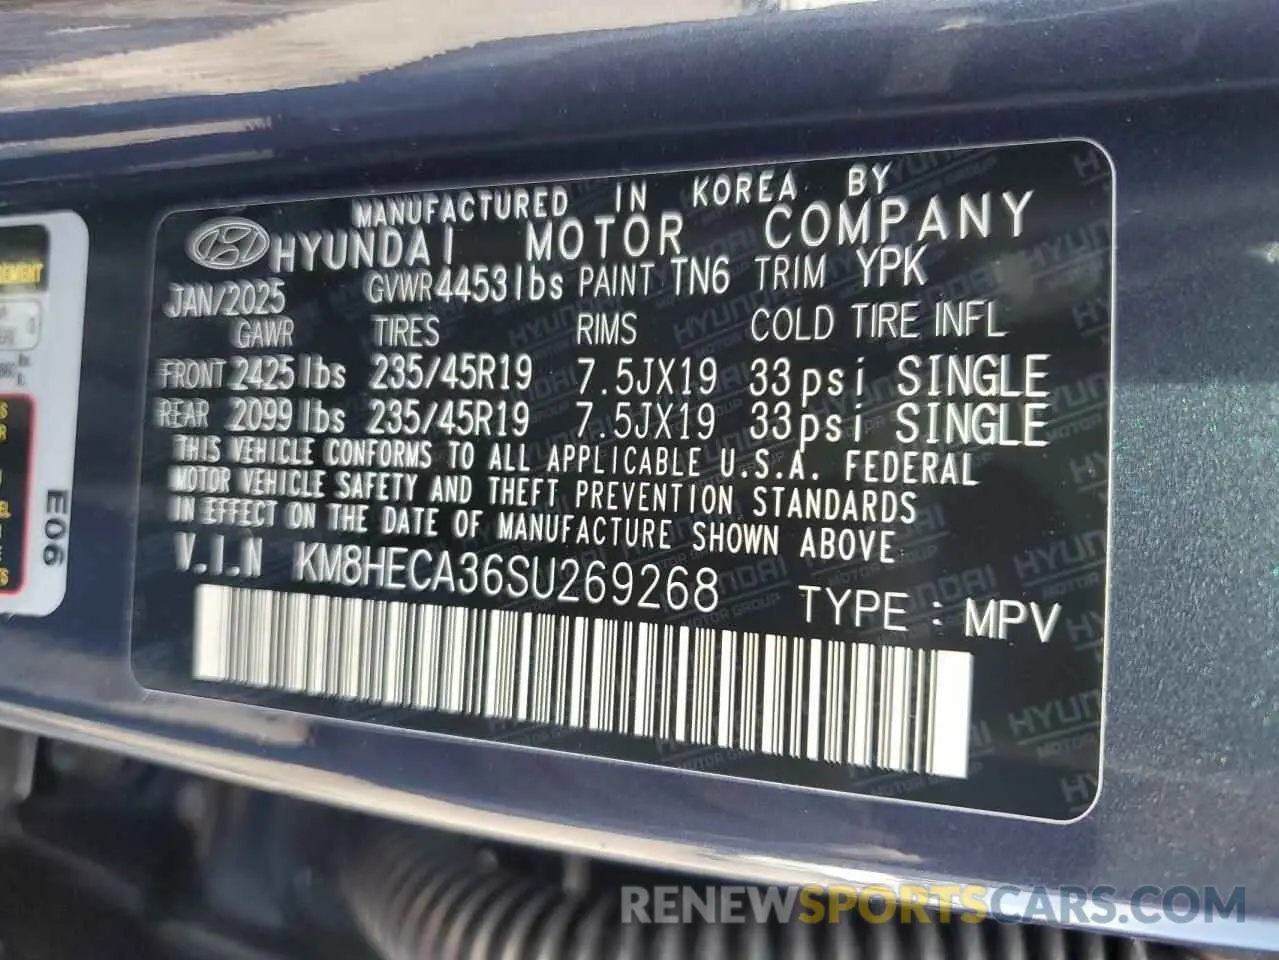 MANUFACTURED IN KOREA BY
HYUNDAI MOTOR COMPANY
JAN/2025 GVWR 4453lbs PAINT TN6 TRIM YPK
GAWR TIRES RIMS COLD TIRE INFL
FRONT 2425lbs 235/45R19 7.5JX19 33psi SINGLE
REAR 2099lbs 235/45R19 7.5JX19 33psi SINGLE
THIS VEHICLE CONFORMS TO ALL APPLICABLE U.S.A. FEDERAL
MOTOR VEHICLE SAFETY AND THEFT PREVENTION STANDARDS
IN EFFECT ON THE DATE OF MANUFACTURE SHOWN ABOVE
V.I.N KM8HECA36SU269268 TYPE : MPV
E06
RENEWSPORTSCARS.COM